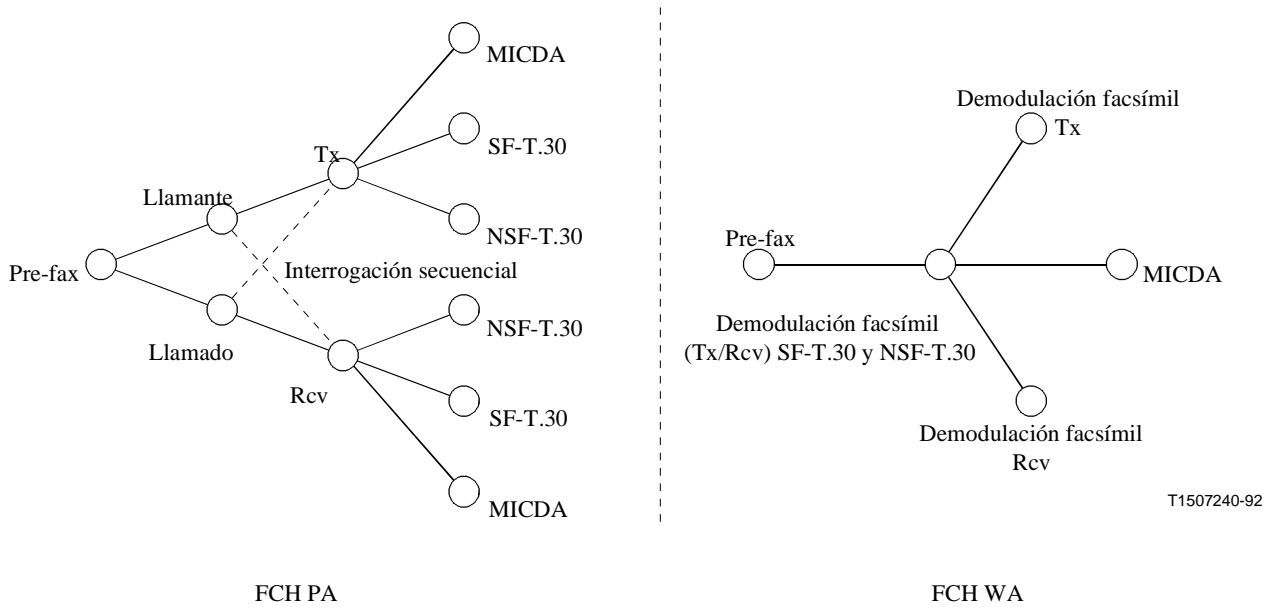 MICDA
SF-T.30
Tx
Llamante
NSF-T.30
Pre-fax
Interrogación secuencial
NSF-T.30
Llamado
Rcv
SF-T.30
MICDA
FCH PA
Demodulación facsímil
Tx
Pre-fax
MICDA
Demodulación facsímil
(Tx/Rcv) SF-T.30 y NSF-T.30
Demodulación facsímil
Rcv
T1507240-92
FCH WA